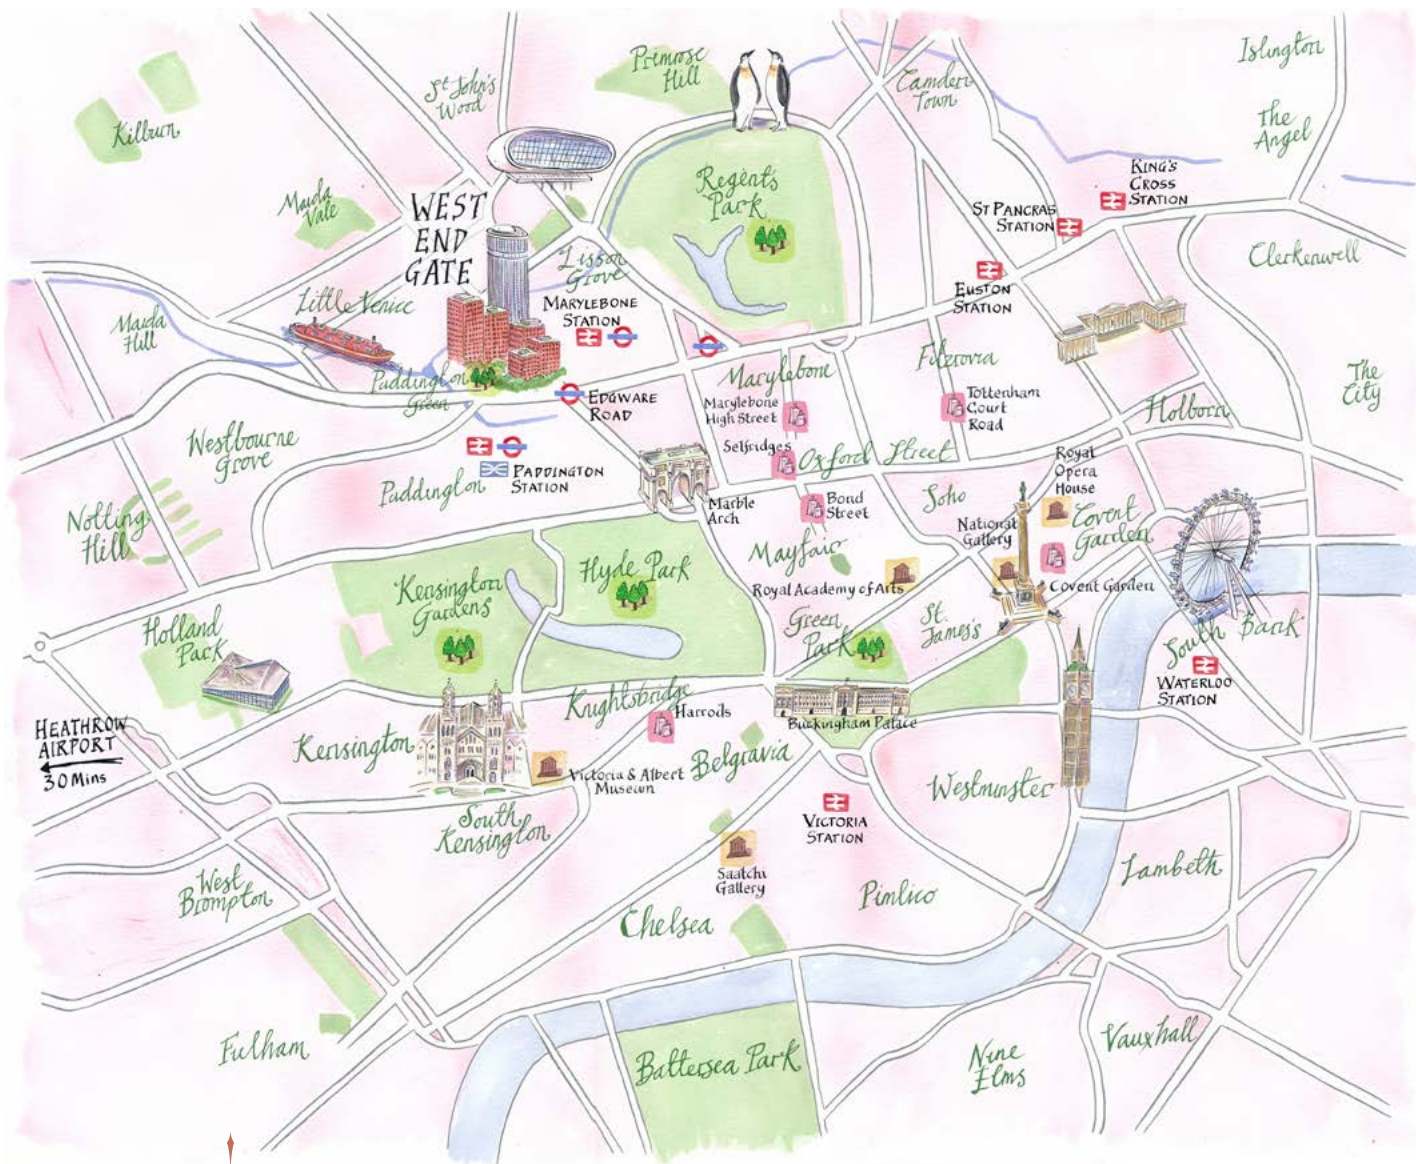 Primrose
Hill
St John's
Wood
Camden
Town
Islington
The
Angel
Kilburn
Maida
Vale
WEST
END
GATE
Regent's
Park
KING'S
CROSS
STATION
ST PANCRAS
STATION
Clerkenwell
Lisson
Grove
EUSTON
STATION
MARYLEBONE
STATION
Little Venice
Maida
Hill
Paddington
Green
EDGWARE
ROAD
Marylebone
Fitzrovia
Marylebone
High Street
Tottenham
Court
Road
The
City
Holborn
Westbourne
Grove
Selfridges
Oxford Street
Royal
Opera
House
PADDINGTON
STATION
Paddington
Marble
Arch
Bond
Street
Soho
National
Gallery
Covent
Garden
Notting
Hill
Mayfair
Hyde Park
Kensington
Gardens
Royal Academy of Arts
Covent Garden
Holland
Park
Green
Park
St.
James's
South Bank
WATERLOO
STATION
Knightsbridge
Harrods
Buckingham Palace
HEATHROW
AIRPORT
30 Mins
Kensington
Victoria & Albert
Museum
Belgravia
Westminster
South
Kensington
VICTORIA
STATION
Saatchi
Gallery
West
Brompton
Chelsea
Pimlico
Lambeth
Fulham
Battersea Park
Nine
Elms
Vauxhall